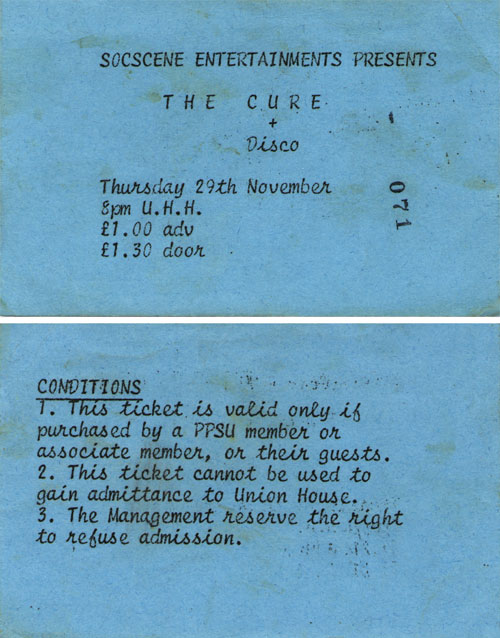 SOCSCENE ENTERTAINMENTS PRESENTS
THE CURE
+
Disco
Thursday 29th November
8pm U.H.H.
£1.00 adv
£1.30 door
071
CONDITIONS
1. This ticket is valid only if
purchased by a PPSU member or
associate member, or their guests.
2. This ticket cannot be used to
gain admittance to Union House.
3. The Management reserve the right
to refuse admission.